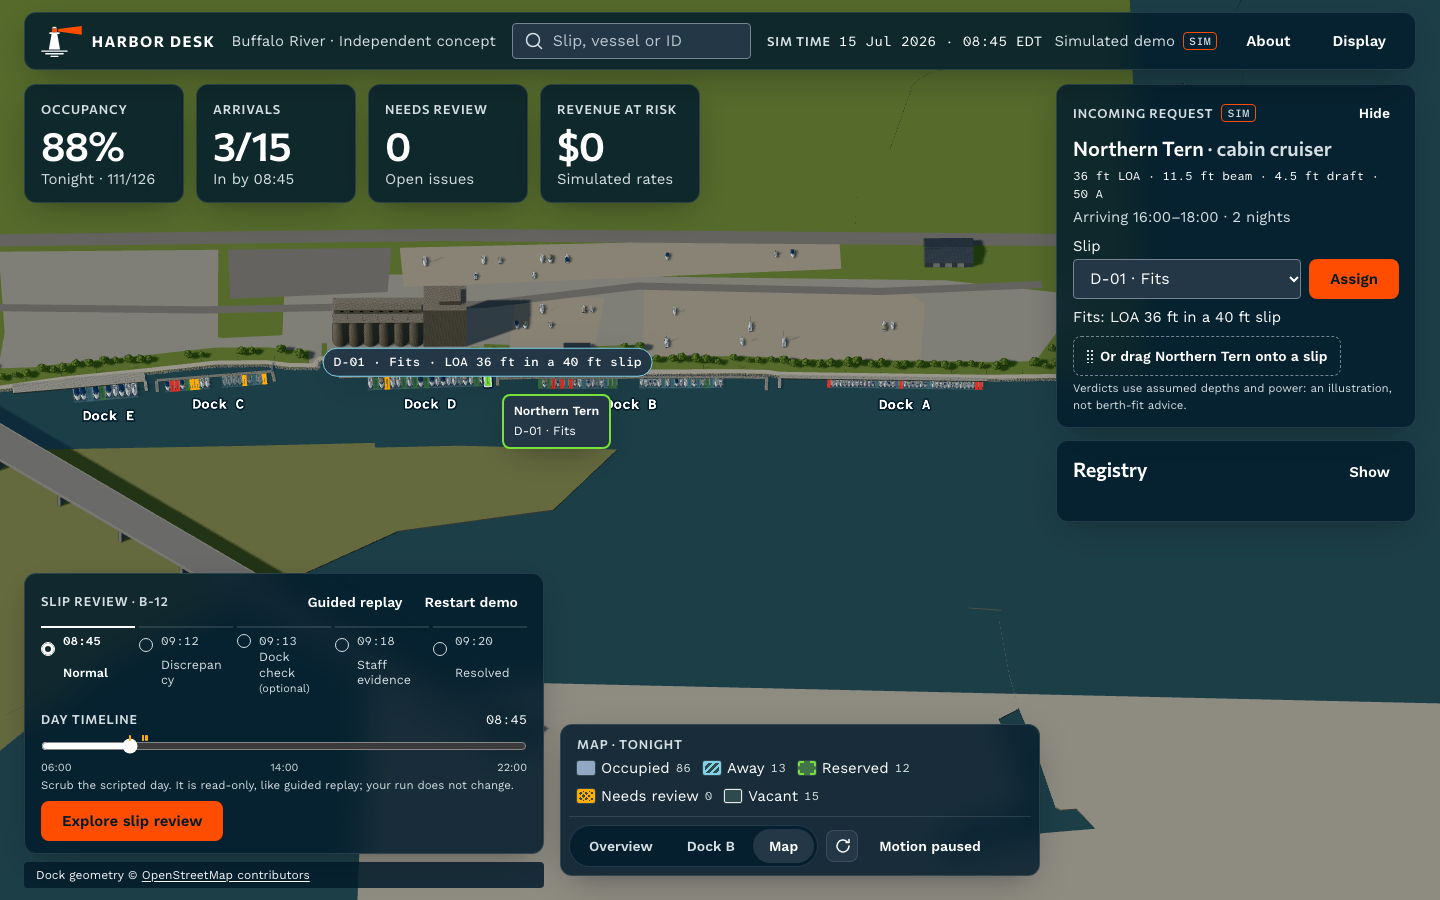 HARBOR DESK
Buffalo River · Independent concept
Slip, vessel or ID
SIM TIME 15 Jul 2026 · 08:45 EDT
Simulated demo SIM
About
Display
OCCUPANCY
88%
Tonight · 111/126
ARRIVALS
3/15
In by 08:45
NEEDS REVIEW
0
Open issues
REVENUE AT RISK
$0
Simulated rates
INCOMING REQUEST SIM
Hide
Northern Tern · cabin cruiser
36 ft LOA · 11.5 ft beam · 4.5 ft draft ·
50 A
Arriving 16:00–18:00 · 2 nights
Slip
D-01 · Fits
Assign
Fits: LOA 36 ft in a 40 ft slip
Or drag Northern Tern onto a slip
Verdicts use assumed depths and power: an illustration,
not berth-fit advice.
Registry
Show
D-01 · Fits · LOA 36 ft in a 40 ft slip
Dock E
Dock C
Dock D
Dock B
Dock A
Northern Tern
D-01 · Fits
SLIP REVIEW · B-12
Guided replay
Restart demo
08:45
Normal
09:12
Discrepan
cy
09:13
Dock
check
(optional)
09:18
Staff
evidence
09:20
Resolved
DAY TIMELINE
08:45
06:00
14:00
22:00
Scrub the scripted day. It is read-only, like guided replay; your run does not change.
Explore slip review
Dock geometry © OpenStreetMap contributors
MAP · TONIGHT
Occupied 86
Away 13
Reserved 12
Needs review 0
Vacant 15
Overview
Dock B
Map
Motion paused